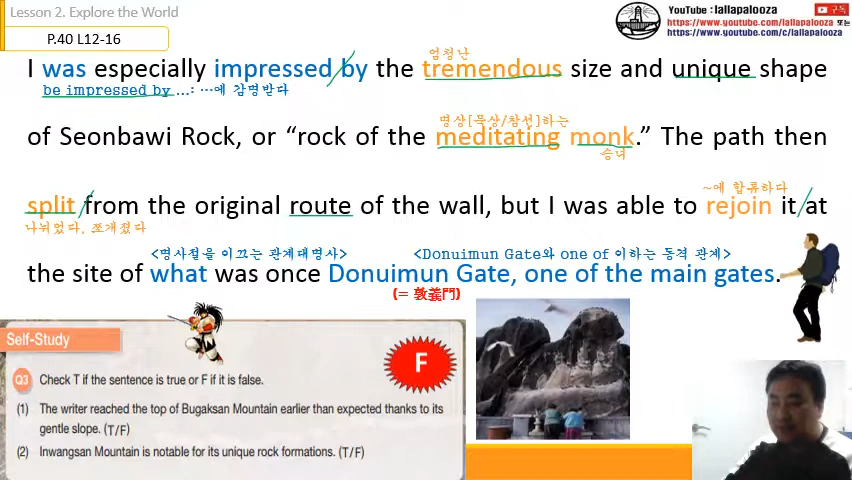 Lesson 2. Explore the World
P.40 L12-16
YouTube : lallapalooza
구독
https://www.youtube.com/lallapalooza 또는
https://www.youtube.com/c/lallapalooza
엄청난
I was especially impressed by the tremendous size and unique shape
be impressed by …: …에 감명받다
명상[묵상/참선]하는
of Seonbawi Rock, or “rock of the meditating monk.” The path then
승녀
~에 합류하다
split from the original route of the wall, but I was able to rejoin it at
나뉘었다, 쪼개졌다
<명사절을 이끄는 관계대명사> <Donuimun Gate와 one of 이하는 동격 관계>
the site of what was once Donuimun Gate, one of the main gates.
(= 敦義門)
Self-Study
F
Q3 Check T if the sentence is true or F if it is false.
(1) The writer reached the top of Bugaksan Mountain earlier than expected thanks to its
gentle slope. (T/F)
(2) Inwangsan Mountain is notable for its unique rock formations. (T/F)